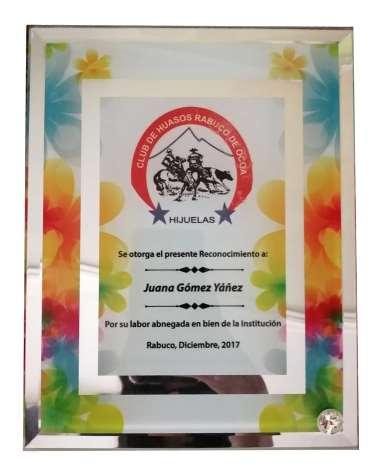 CLUB DE HUASOS RABUCO DE OCOA
HIJUELAS
Se otorga el presente Reconocimiento a:
Juana Gómez Yáñez
Por su labor abnegada en bien de la Institución
Rabuco, Diciembre, 2017